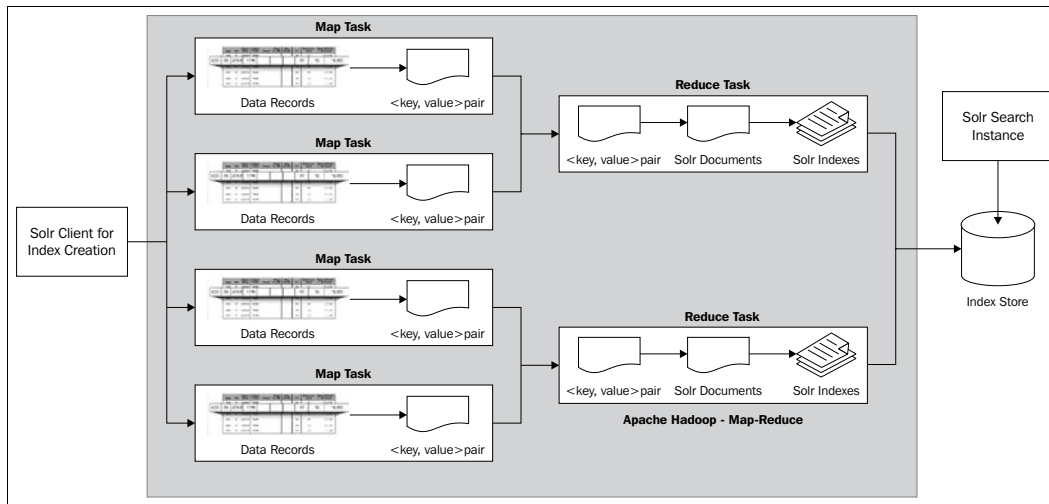 Solr Client for
Index Creation
Map Task
Data Records
<key, value>pair
Map Task
Data Records
<key, value>pair
Map Task
Data Records
<key, value>pair
Map Task
Data Records
<key, value>pair
Reduce Task
<key, value>pair
Solr Documents
Solr Indexes
Reduce Task
<key, value>pair
Solr Documents
Solr Indexes
Apache Hadoop - Map-Reduce
Solr Search
Instance
Index Store